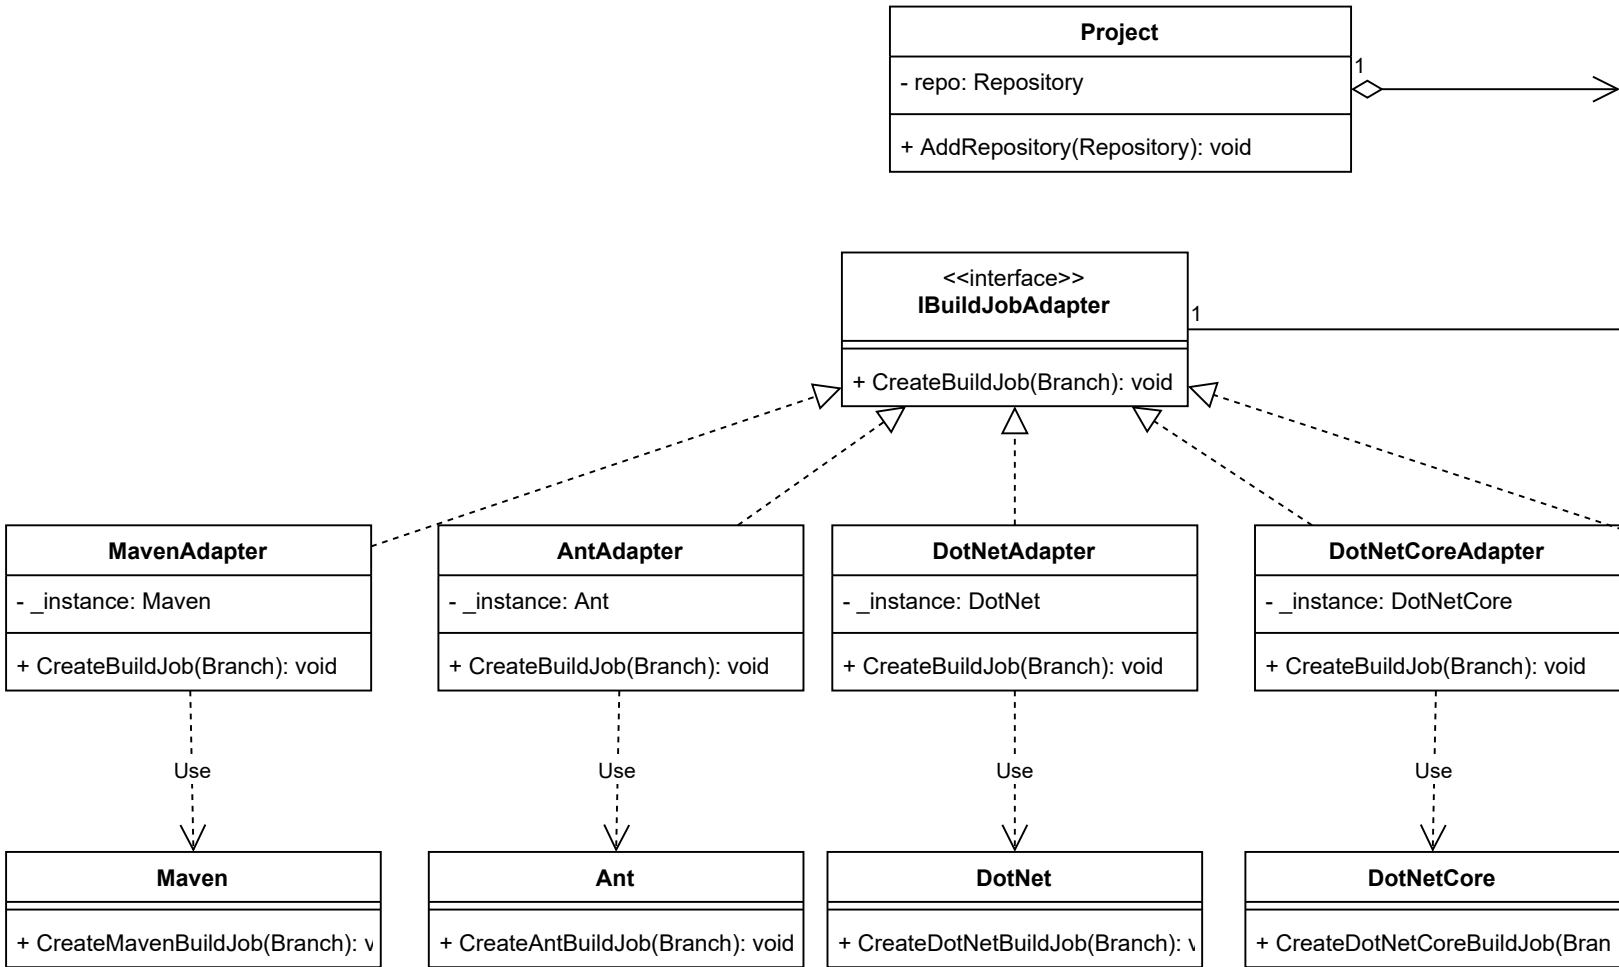 Project
- repo: Repository
1
+ AddRepository(Repository): void
<<interface>>
IBuildJobAdapter
1
+ CreateBuildJob(Branch): void
MavenAdapter
- _instance: Maven
+ CreateBuildJob(Branch): void
AntAdapter
- _instance: Ant
+ CreateBuildJob(Branch): void
DotNetAdapter
- _instance: DotNet
+ CreateBuildJob(Branch): void
DotNetCoreAdapter
- _instance: DotNetCore
+ CreateBuildJob(Branch): void
Use
Use
Use
Use
Maven
+ CreateMavenBuildJob(Branch):
Ant
+ CreateAntBuildJob(Branch): void
DotNet
+ CreateDotNetBuildJob(Branch):
DotNetCore
+ CreateDotNetCoreBuildJob(Bran